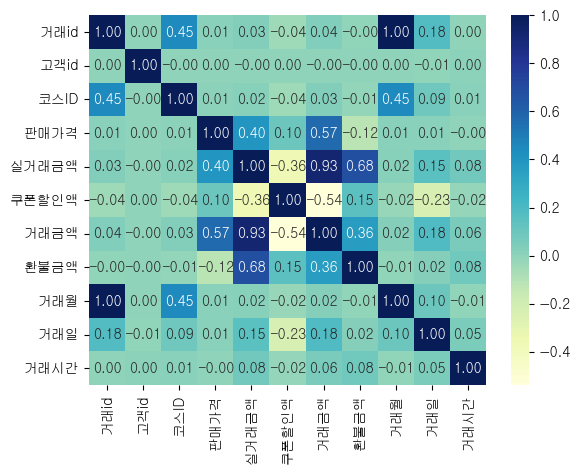 거래id 1.00 0.00 0.45 0.01 0.03 −0.04 0.04 −0.00 1.00 0.18 0.00
고객id 0.00 1.00 −0.00 0.00 −0.00 0.00 −0.00 −0.00 0.00 −0.01 0.00
코스ID 0.45 −0.00 1.00 0.01 0.02 −0.04 0.03 −0.01 0.45 0.09 0.01
판매가격 0.01 0.00 0.01 1.00 0.40 0.10 0.57 −0.12 0.01 0.01 −0.00
실거래금액 0.03 −0.00 0.02 0.40 1.00 −0.36 0.93 0.68 0.02 0.15 0.08
쿠폰할인액 −0.04 0.00 −0.04 0.10 −0.36 1.00 −0.54 0.15 −0.02 −0.23 −0.02
거래금액 0.04 −0.00 0.03 0.57 0.93 −0.54 1.00 0.36 0.02 0.18 0.06
환불금액 −0.00 −0.00 −0.01 −0.12 0.68 0.15 0.36 1.00 −0.01 0.02 0.08
거래월 1.00 0.00 0.45 0.01 0.02 −0.02 0.02 −0.01 1.00 0.10 −0.01
거래일 0.18 −0.01 0.09 0.01 0.15 −0.23 0.18 0.02 0.10 1.00 0.05
거래시간 0.00 0.00 0.01 −0.00 0.08 −0.02 0.06 0.08 −0.01 0.05 1.00
거래id
고객id
코스ID
판매가격
실거래금액
쿠폰할인액
거래금액
환불금액
거래월
거래일
거래시간
1.0
0.8
0.6
0.4
0.2
0.0
−0.2
−0.4